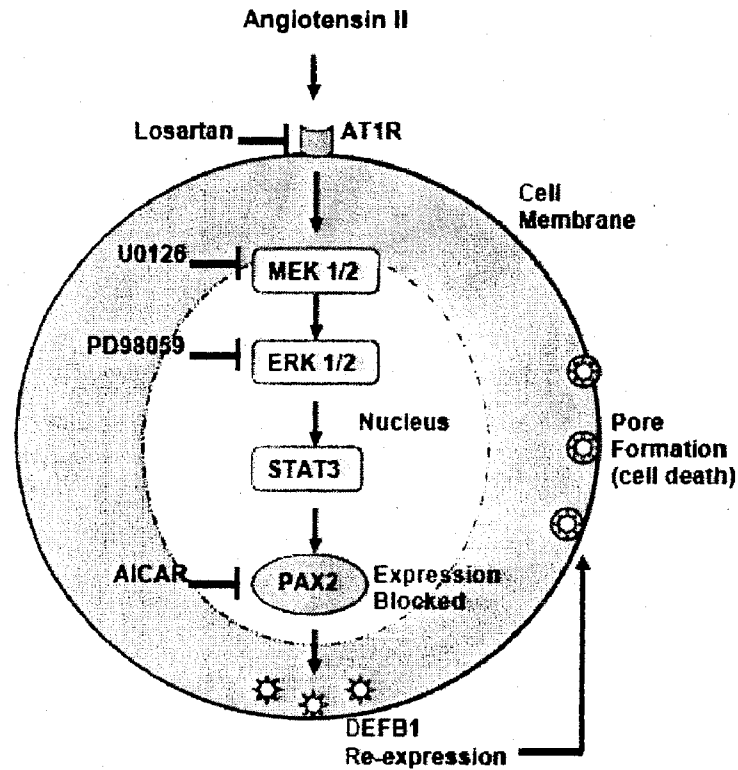 Angiotensin II
Losartan
AT1R
Cell
Membrane
U0126
MEK 1/2
PD98059
ERK 1/2
Nucleus
Pore
Formation
(cell death)
STAT3
AICAR
PAX2
Expression
Blocked
DEFB1
Re-expression